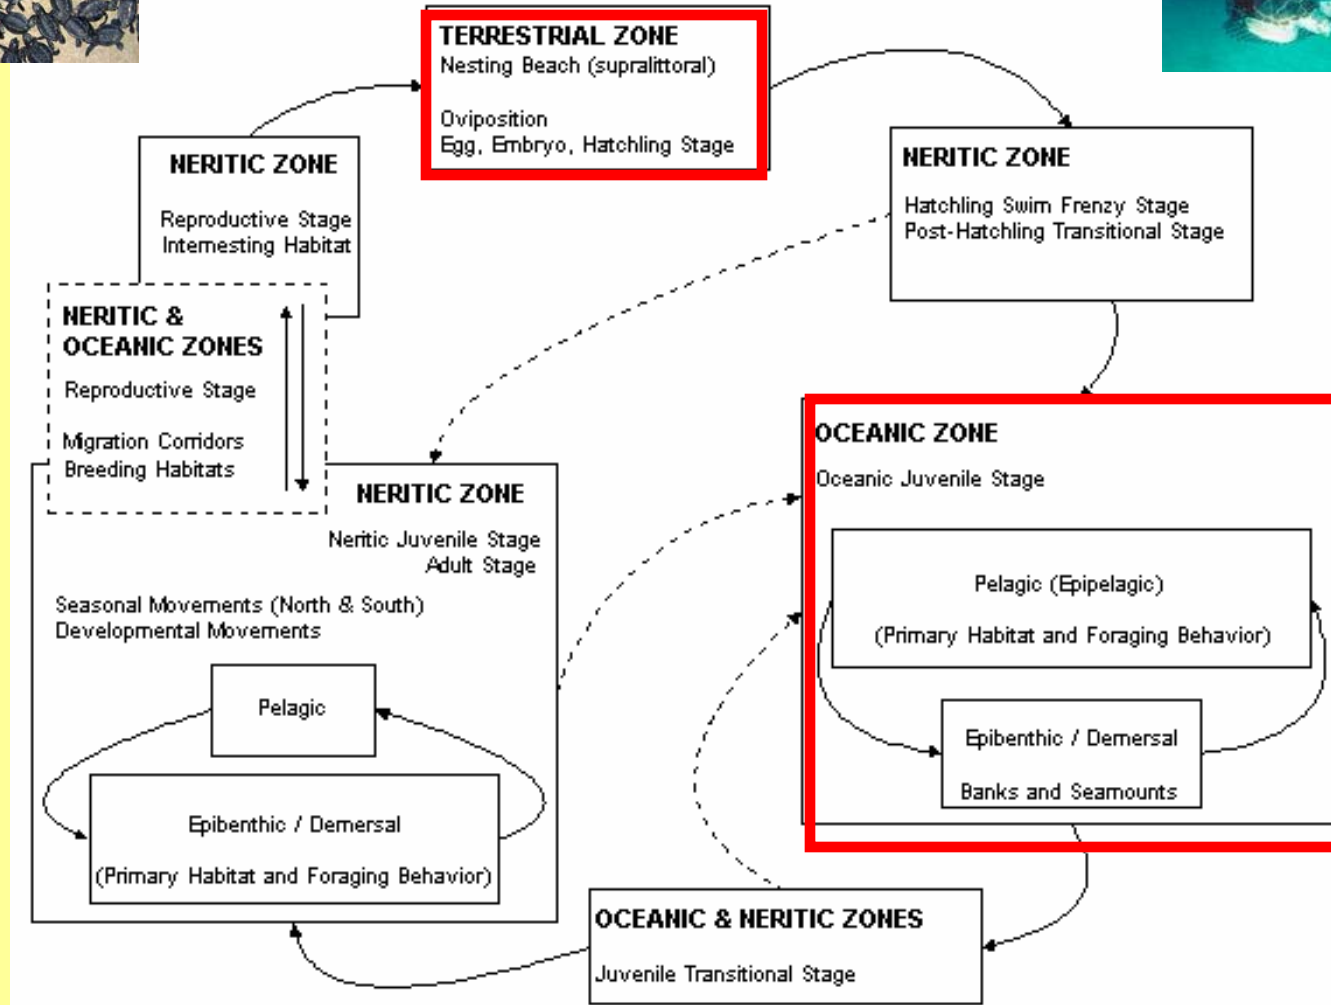 TERRESTRIAL ZONE
Nesting Beach (supralittoral)
Oviposition
Egg, Embryo, Hatchling Stage
NERITIC ZONE
Hatchling Swim Frenzy Stage
Post-Hatchling Transitional Stage
NERITIC ZONE
Reproductive Stage
Internesting Habitat
NERITIC &
OCEANIC ZONES
Reproductive Stage
Migration Corridors
Breeding Habitats
OCEANIC ZONE
Oceanic Juvenile Stage
Pelagic (Epipelagic)
(Primary Habitat and Foraging Behavior)
Epibenthic / Demersal
Banks and Seamounts
NERITIC ZONE
Neritic Juvenile Stage
Adult Stage
Seasonal Movements (North & South)
Developmental Movements
Pelagic
Epibenthic / Demersal
(Primary Habitat and Foraging Behavior)
OCEANIC & NERITIC ZONES
Juvenile Transitional Stage